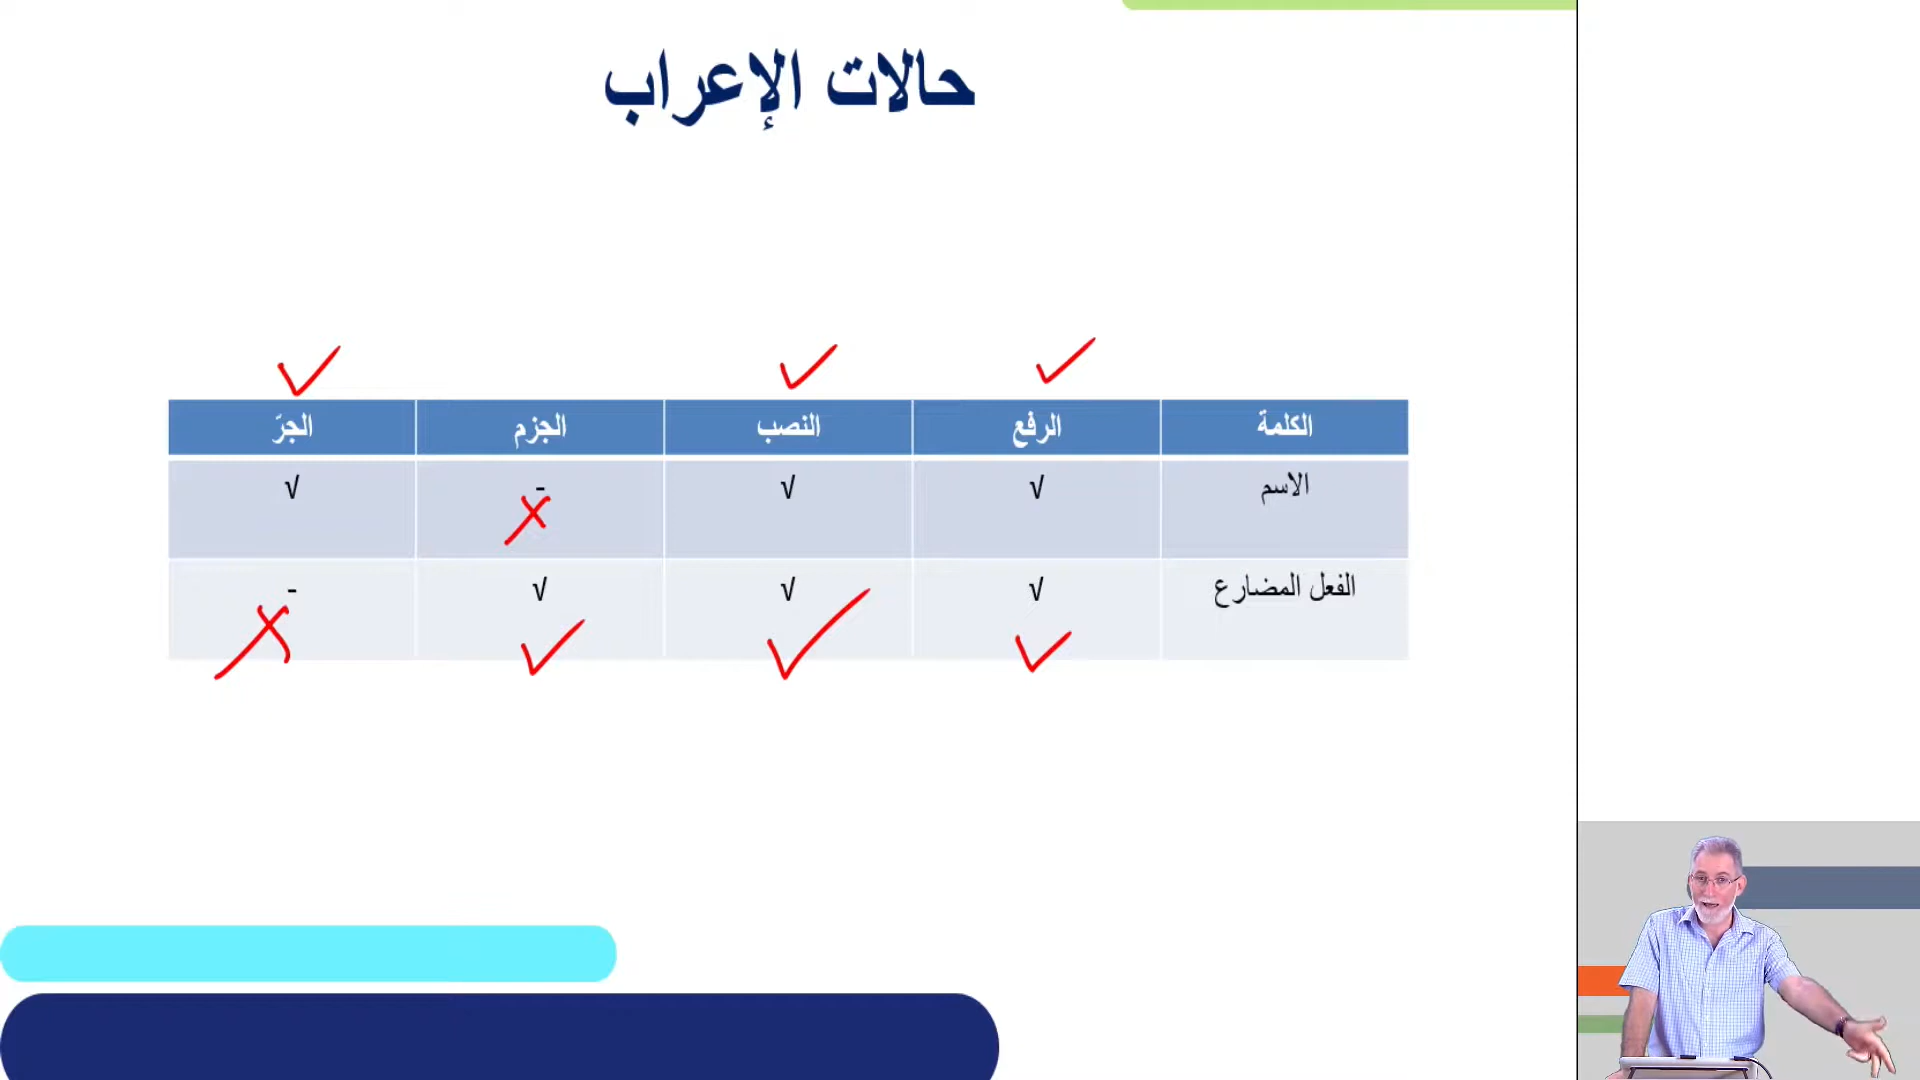 حالات الإعراب
الكلمة الرفع النصب الجزم الجرّ
الاسم √ √ - √
الفعل المضارع √ √ √ -